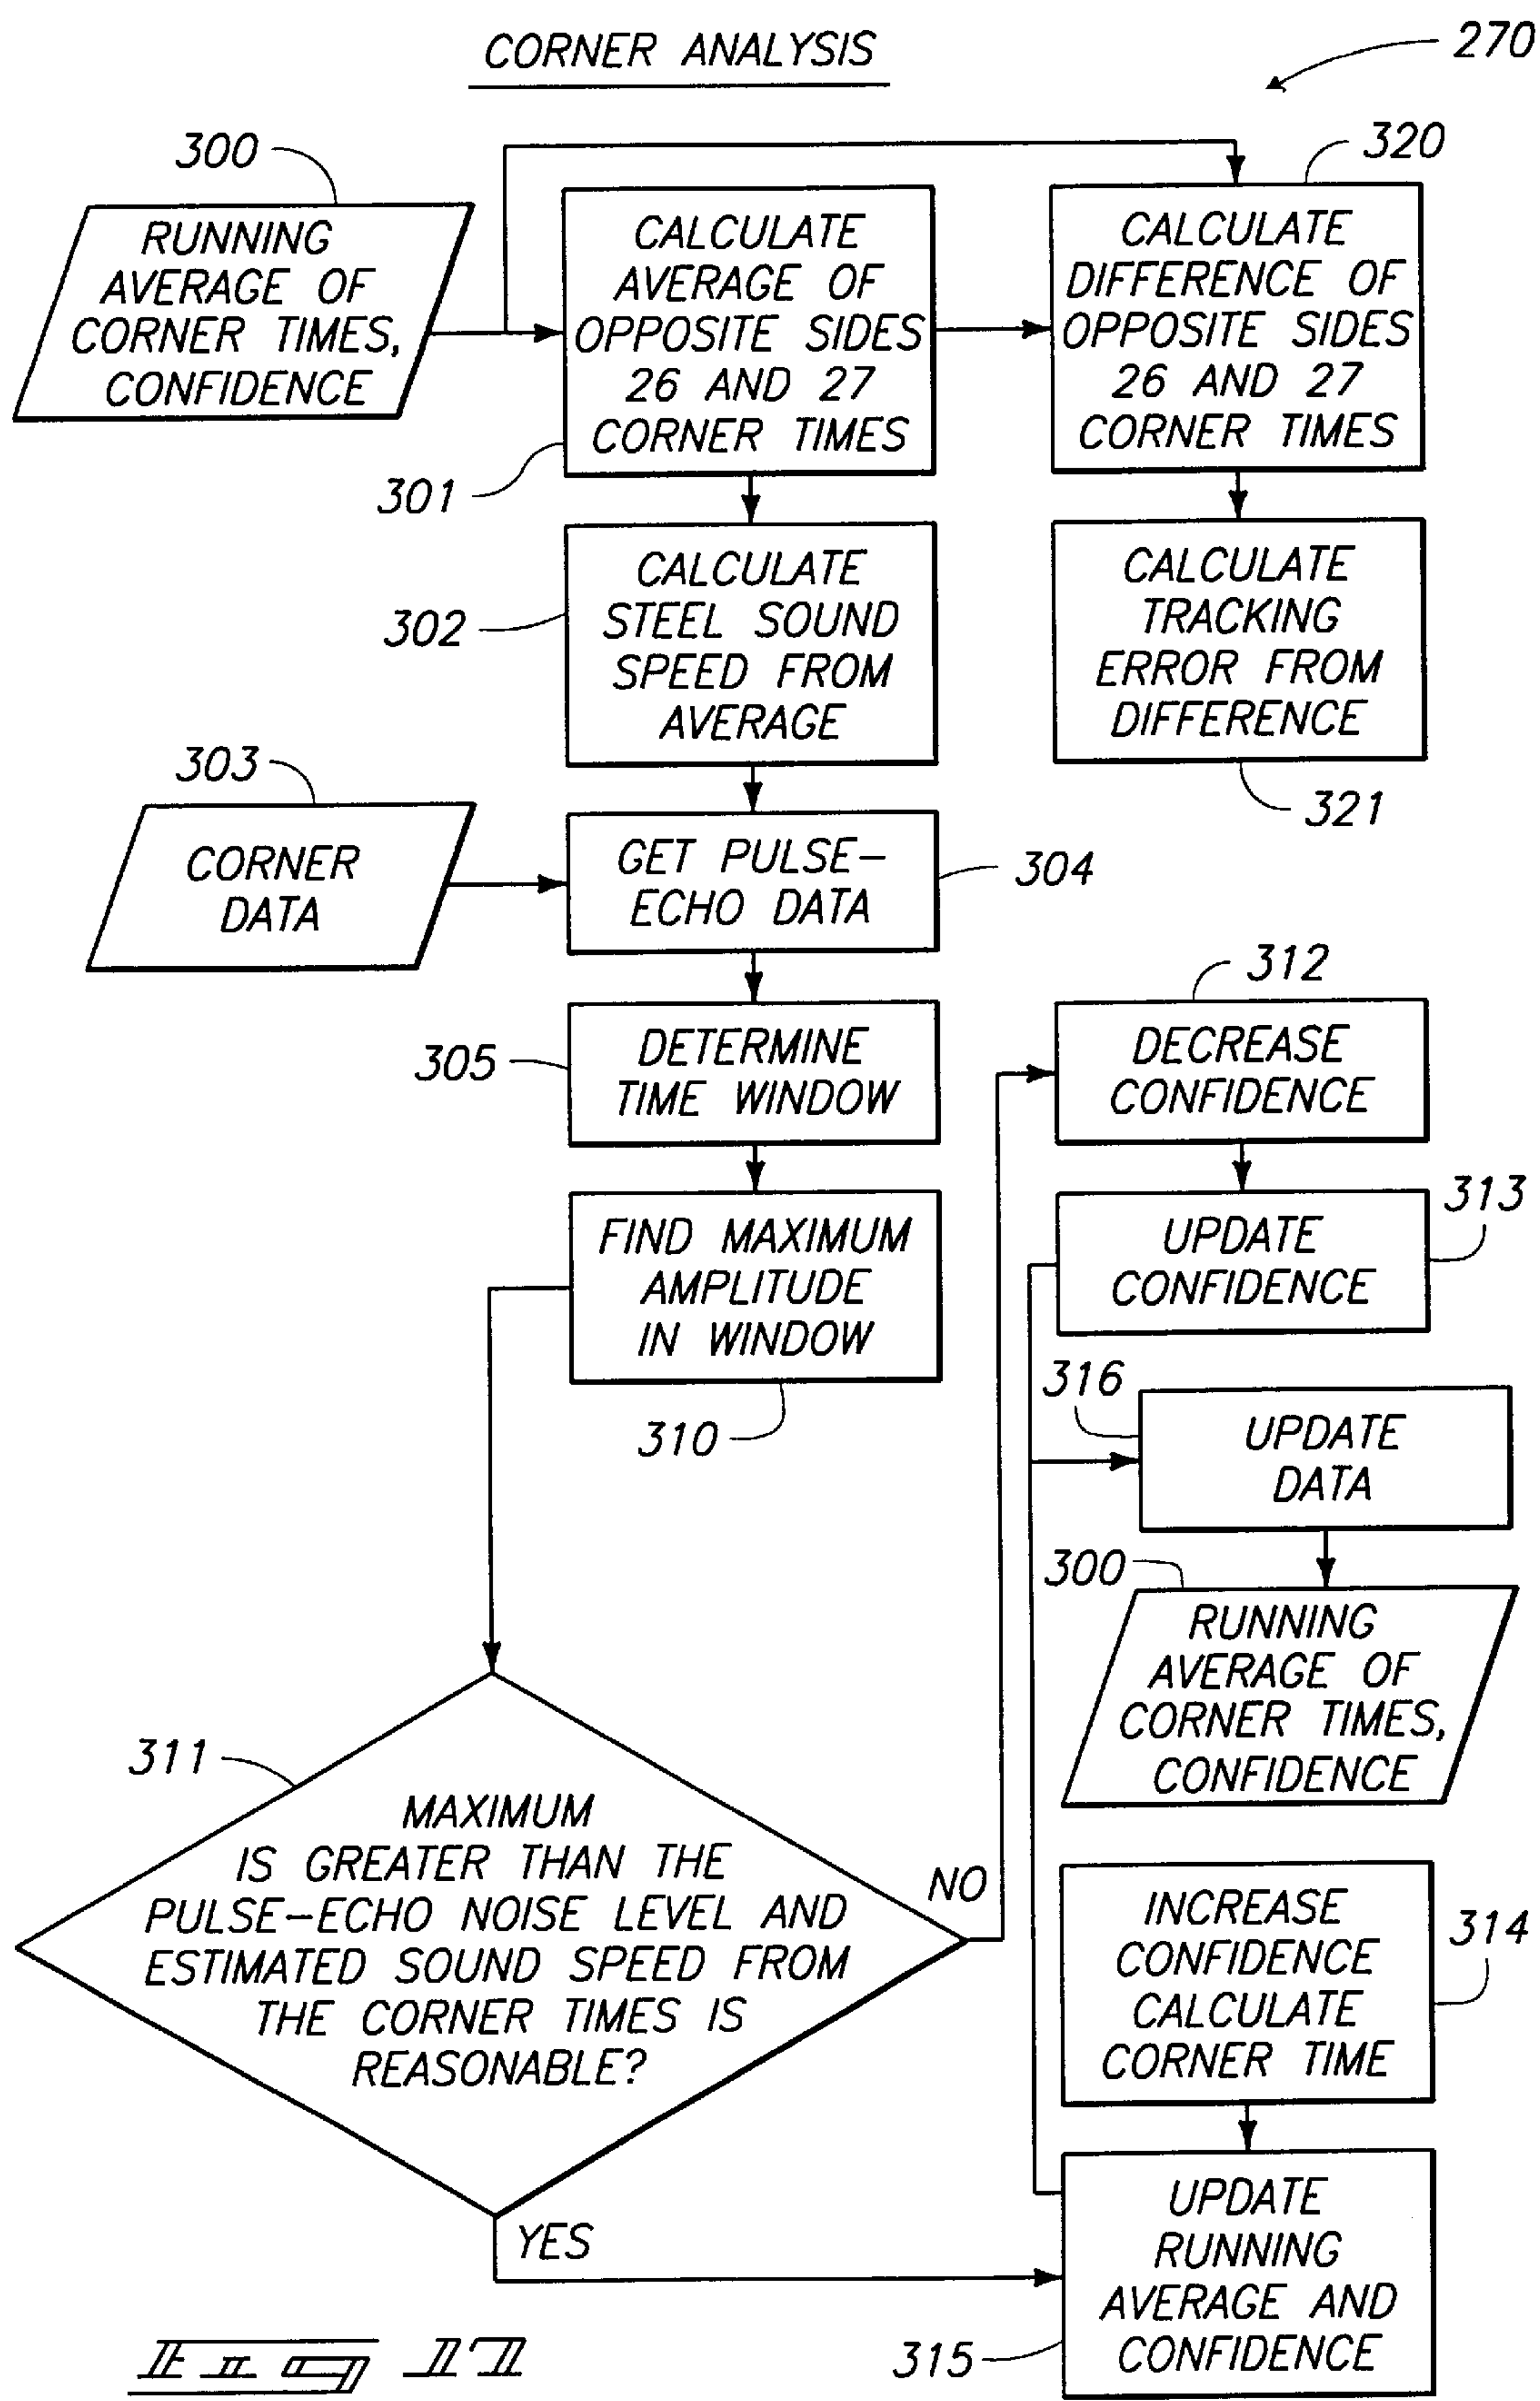 CORNER ANALYSIS
270
300
320
RUNNING
AVERAGE OF
CORNER TIMES,
CONFIDENCE
CALCULATE
AVERAGE OF
OPPOSITE SIDES
26 AND 27
CORNER TIMES
CALCULATE
DIFFERENCE OF
OPPOSITE SIDES
26 AND 27
CORNER TIMES
301
302
CALCULATE
STEEL SOUND
SPEED FROM
AVERAGE
CALCULATE
TRACKING
ERROR FROM
DIFFERENCE
321
303
CORNER
DATA
GET PULSE-
ECHO DATA
304
305
DETERMINE
TIME WINDOW
312
DECREASE
CONFIDENCE
FIND MAXIMUM
AMPLITUDE
IN WINDOW
310
313
UPDATE
CONFIDENCE
316
UPDATE
DATA
300
RUNNING
AVERAGE OF
CORNER TIMES,
CONFIDENCE
311
MAXIMUM
IS GREATER THAN THE
PULSE-ECHO NOISE LEVEL AND
ESTIMATED SOUND SPEED FROM
THE CORNER TIMES IS
REASONABLE?
NO
YES
INCREASE
CONFIDENCE
CALCULATE
CORNER TIME
314
UPDATE
RUNNING
AVERAGE AND
CONFIDENCE
315
Fig 17